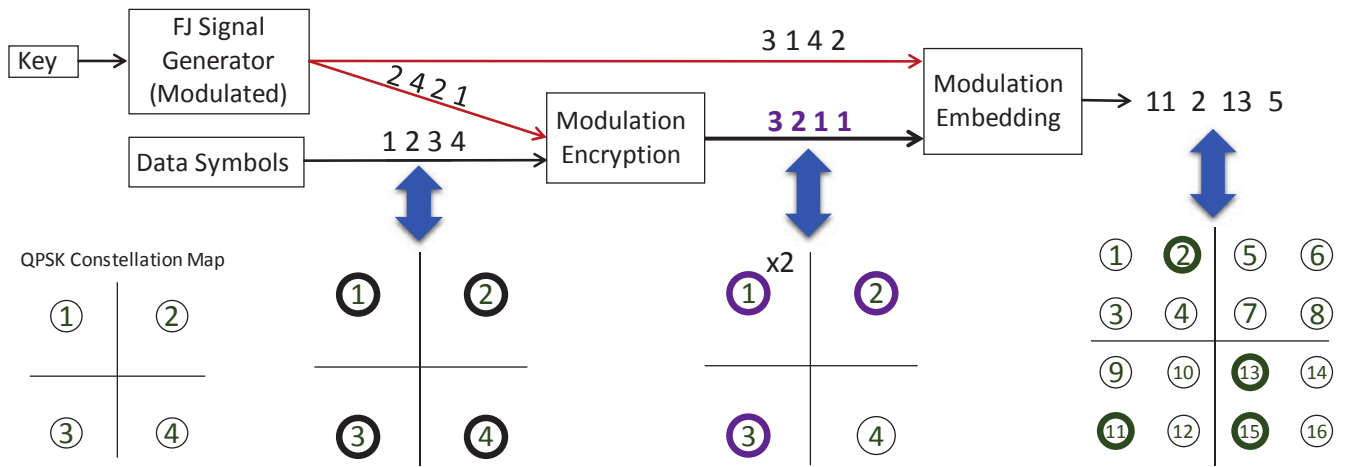 Key
FJ Signal
Generator
(Modulated)
3 1 4 2
2 4 2 1
Data Symbols
1 2 3 4
Modulation
Encryption
3 2 1 1
Modulation
Embedding
11 2 13 5
QPSK Constellation Map
1 2
3 4
1 2
3 4
x2
1 2
3 4
1 2 5 6
3 4 7 8
9 10 13 14
11 12 15 16